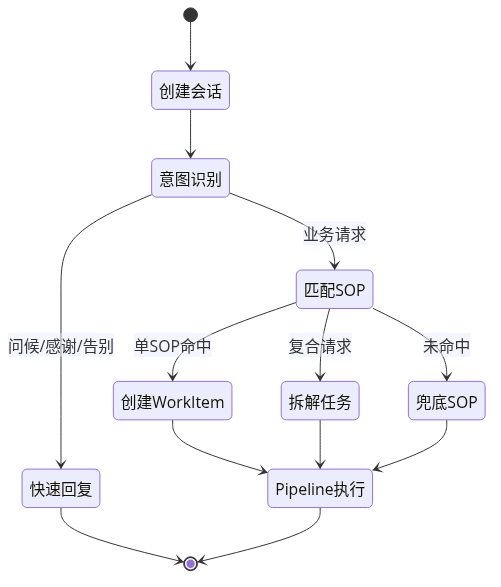 创建会话
意图识别
业务请求
匹配SOP
问候/感谢/告别
单SOP命中
复合请求
未命中
创建WorkItem
拆解任务
兜底SOP
快速回复
Pipeline执行